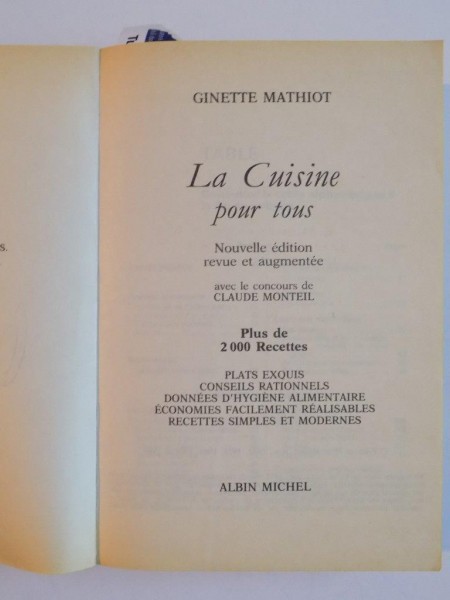 s.
GINETTE MATHIOT
La Cuisine
pour tous
Nouvelle édition
revue et augmentée
avec le concours de
CLAUDE MONTEIL
Plus de
2 000 Recettes
PLATS EXQUIS
CONSEILS RATIONNELS
DONNÉES D'HYGIÈNE ALIMENTAIRE
ÉCONOMIES FACILEMENT RÉALISABLES
RECETTES SIMPLES ET MODERNES
ALBIN MICHEL